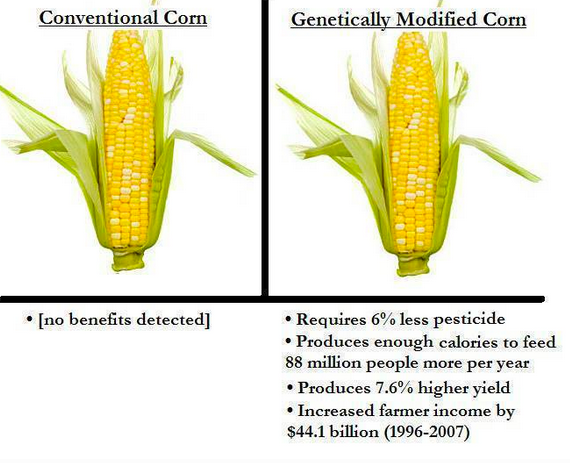 Conventional Corn
Genetically Modified Corn
• [no benefits detected]
• Requires 6% less pesticide
• Produces enough calories to feed
88 million people more per year
• Produces 7.6% higher yield
• Increased farmer income by
$44.1 billion (1996-2007)